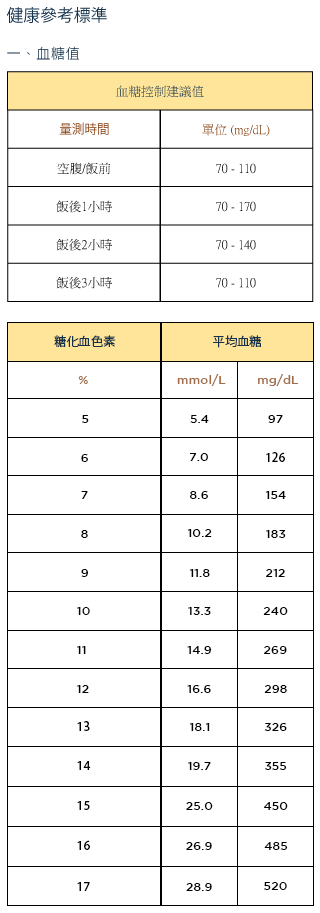 健康參考標準
一、血糖值
血糖控制建議值
量測時間 單位 (mg/dL)
空腹/飯前 70 - 110
飯後1小時 70 - 170
飯後2小時 70 - 140
飯後3小時 70 - 110
糖化血色素 平均血糖
% mmol/L mg/dL
5 5.4 97
6 7.0 126
7 8.6 154
8 10.2 183
9 11.8 212
10 13.3 240
11 14.9 269
12 16.6 298
13 18.1 326
14 19.7 355
15 25.0 450
16 26.9 485
17 28.9 520